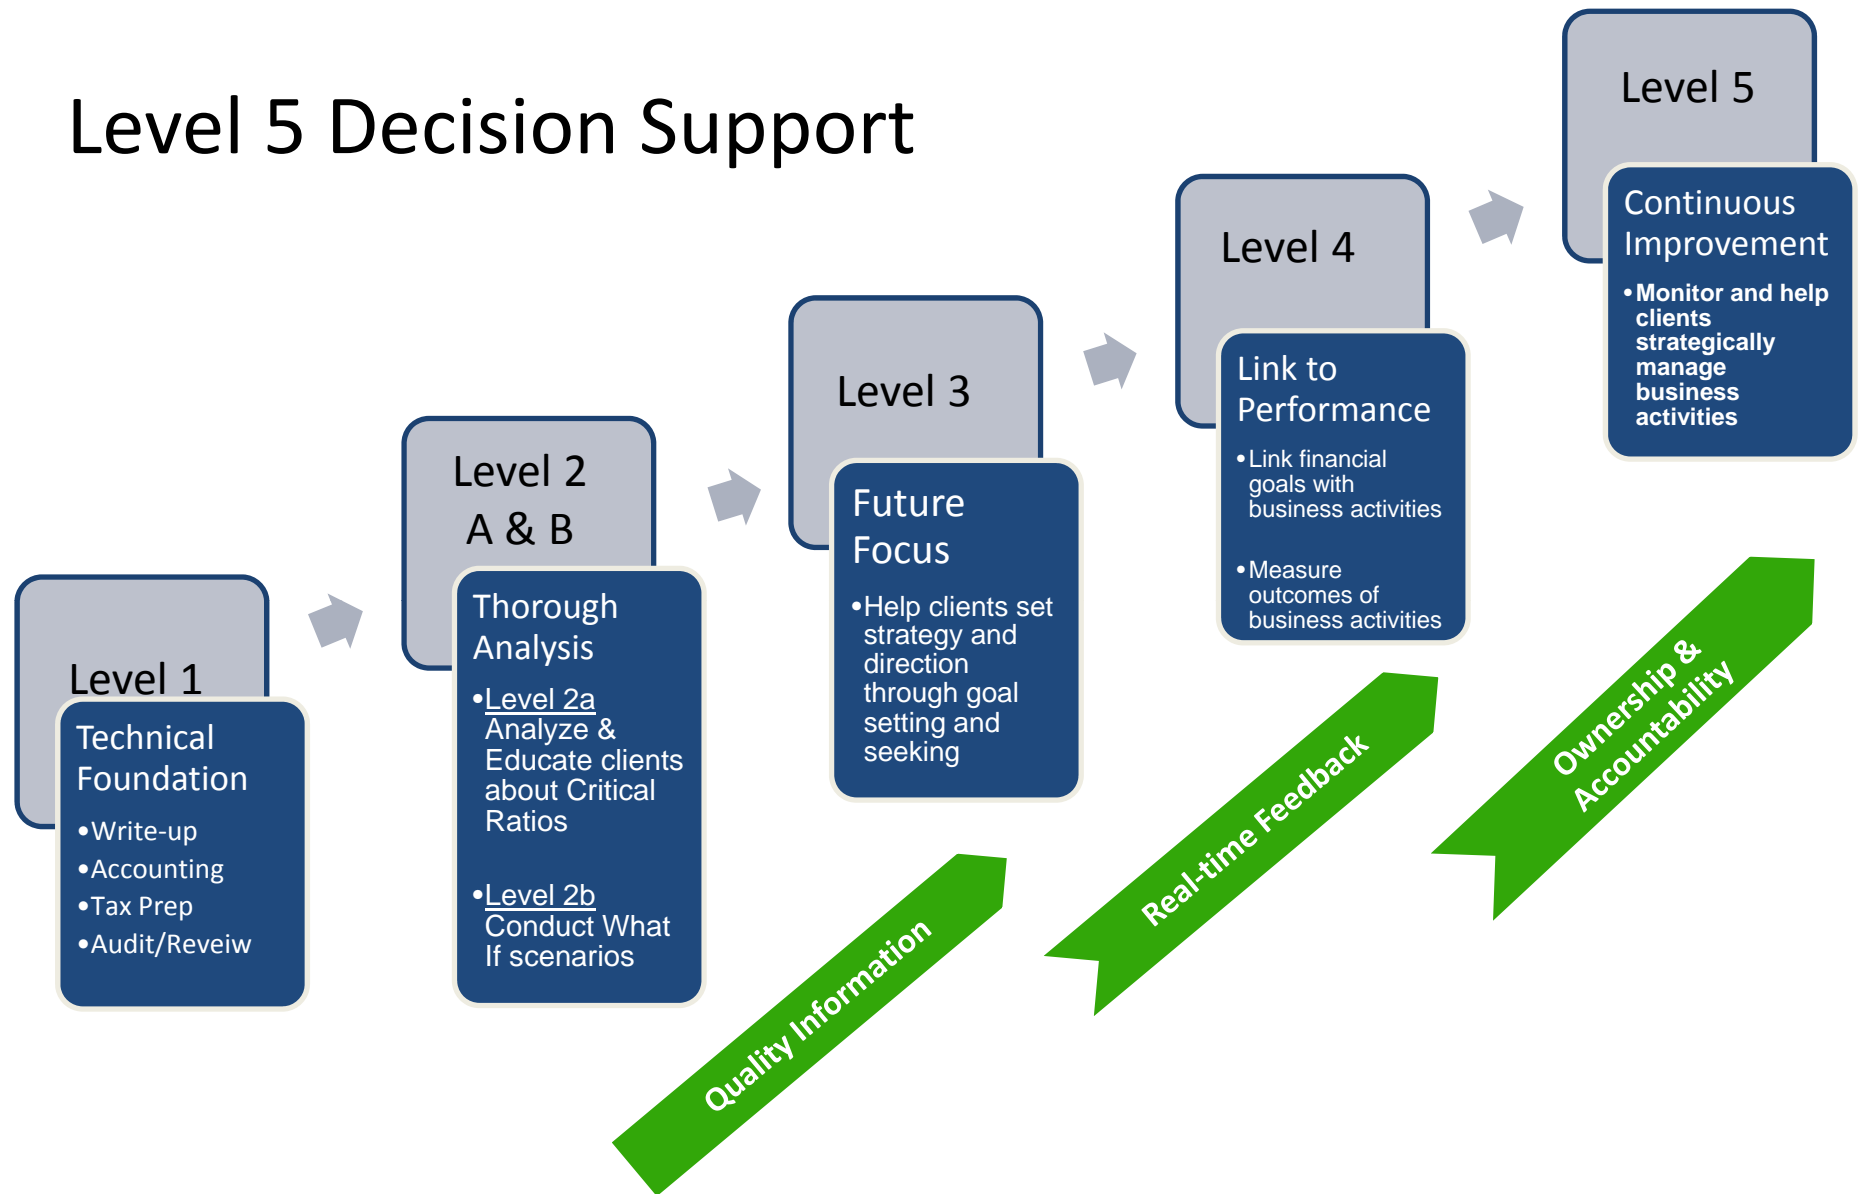 Level 5 Decision Support
Level 1
Technical
Foundation
•Write-up
•Accounting
•Tax Prep
•Audit/Reveiw
Level 2
A & B
Thorough
Analysis
•Level 2a
Analyze &
Educate clients
about Critical
Ratios
•Level 2b
Conduct What
If scenarios
Level 3
Future
Focus
•Help clients set
strategy and
direction
through goal
setting and
seeking
Level 4
Link to
Performance
•Link financial
goals with
business activities
•Measure
outcomes of
business activities
Level 5
Continuous
Improvement
•Monitor and help
clients
strategically
manage
business
activities
Quality Information
Real-time Feedback
Ownership &
Accountability